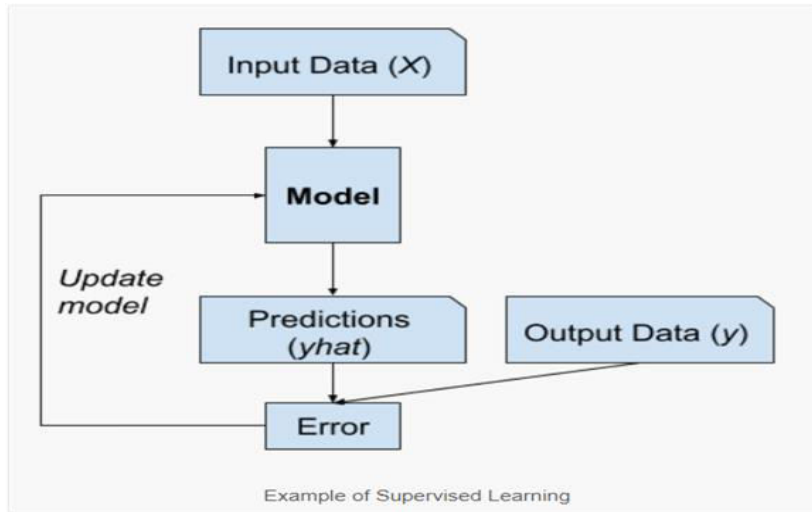 Input Data (X)
Model
Update
model
Predictions
(yhat)
Output Data (y)
Error
Example of Supervised Learning